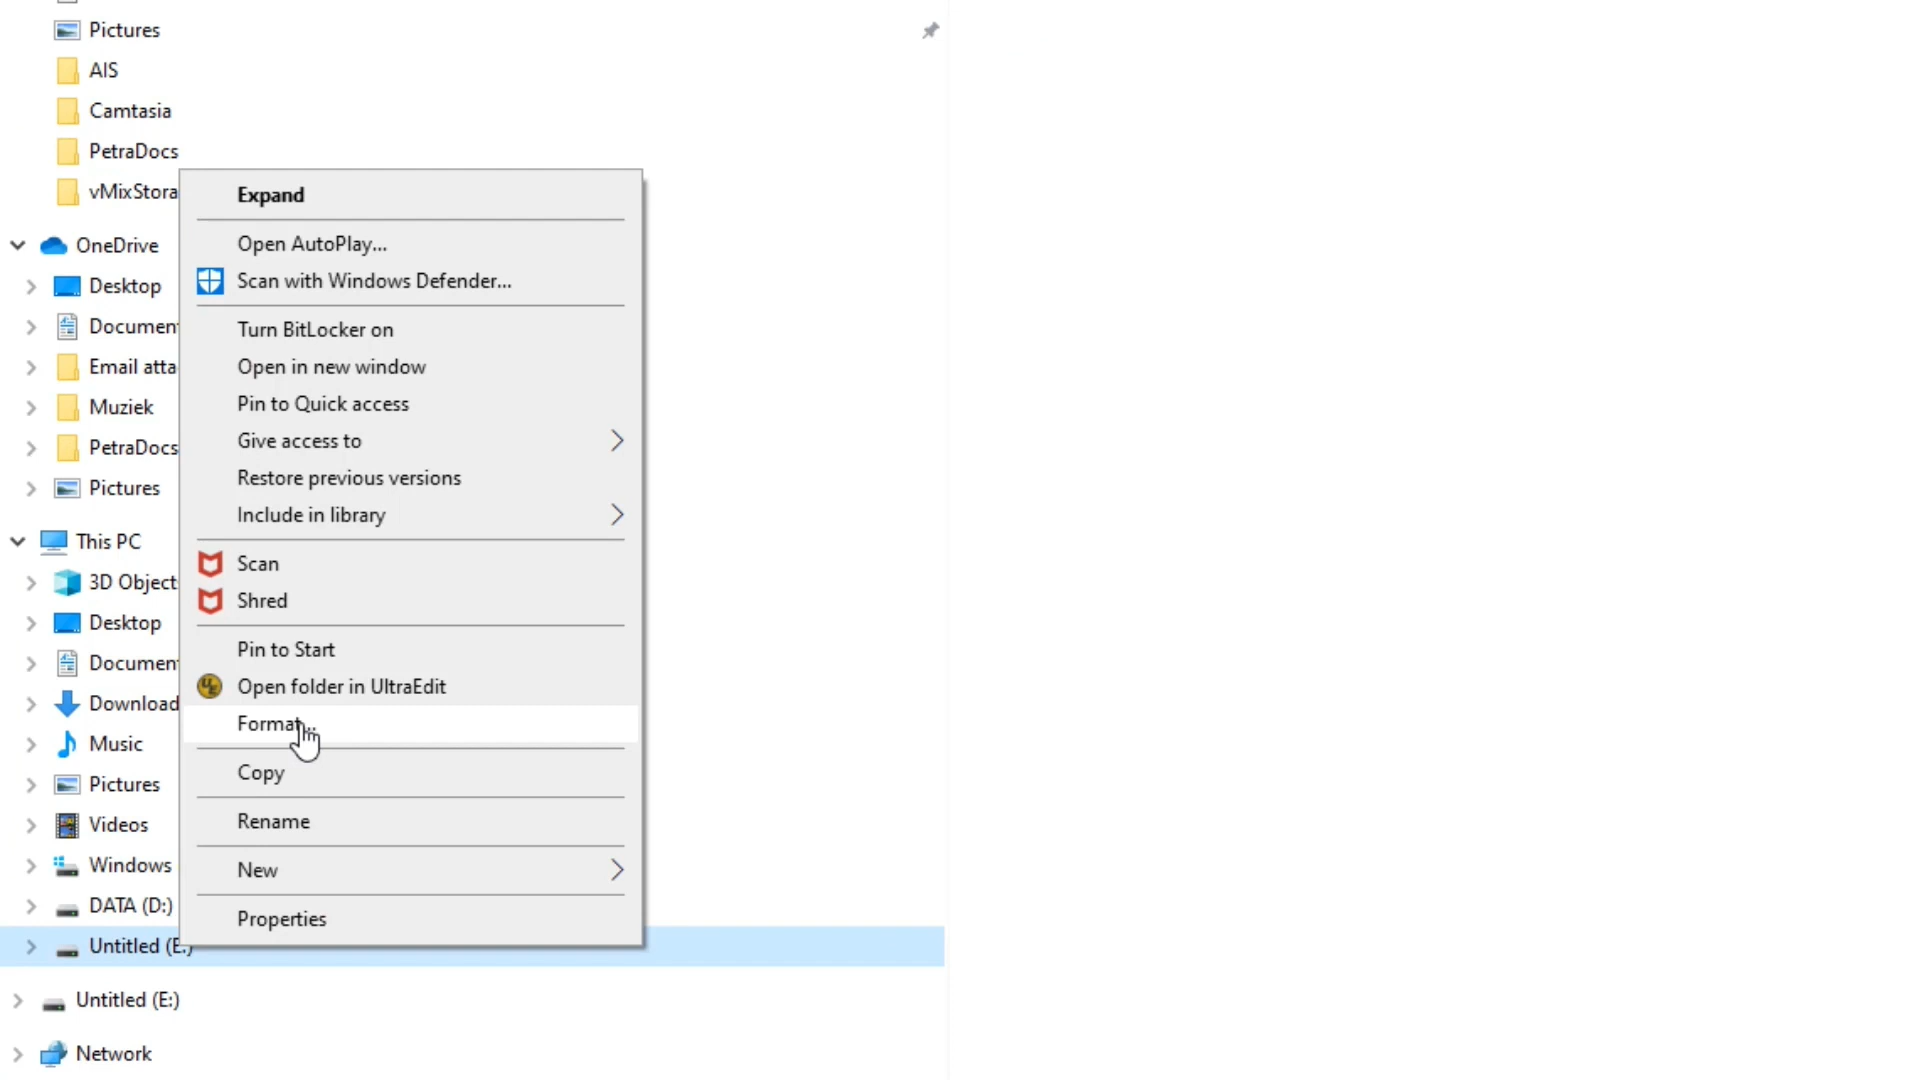 Pictures
AIS
Camtasia
PetraDocs
vMixStora
OneDrive
Desktop
Documen
Email atta
Muziek
PetraDocs
Pictures
This PC
3D Object
Desktop
Documen
Download
Music
Pictures
Videos
Windows
DATA (D:)
Untitled (E:)
Untitled (E:)
Network
Expand
Open AutoPlay...
Scan with Windows Defender...
Turn BitLocker on
Open in new window
Pin to Quick access
Give access to
Restore previous versions
Include in library
Scan
Shred
Pin to Start
Open folder in UltraEdit
Format...
Copy
Rename
New
Properties